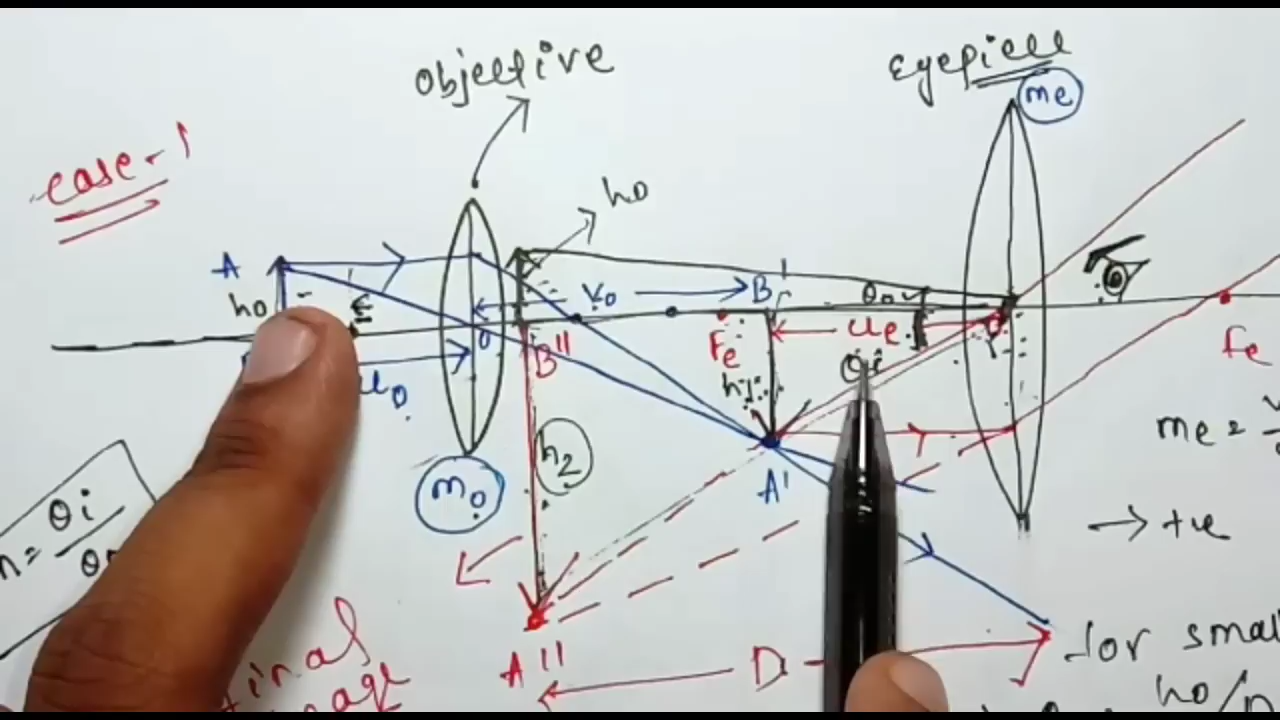 Objective
Eyepiece
me
case-1
ho
A
ho
vo
B'
θo
O
B"
Fe
ue
uo
h1
θi
Fe
h2
mo
A'
me =
θi
m =
→ +ve
A"
D
final
image
for small
ho/D